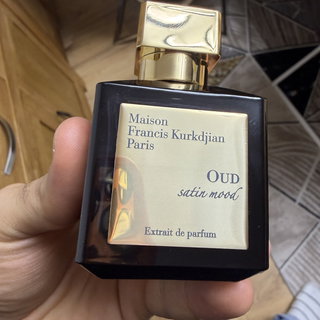 Maison
Francis Kurkdjian
Paris
OUD
satin mood
Extrait de parfum